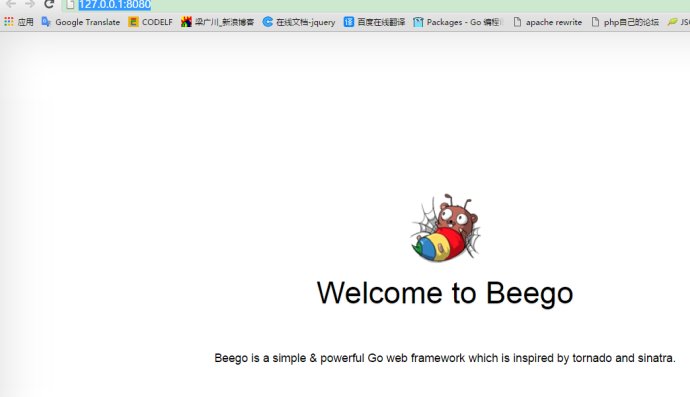 127.0.0.1:8080
应用 Google Translate CODELF 梁广川_新浪博客 在线文档-jquery 百度在线翻译 Packages - Go 编程 apache rewrite php自己的论坛
Welcome to Beego
Beego is a simple & powerful Go web framework which is inspired by tornado and sinatra.